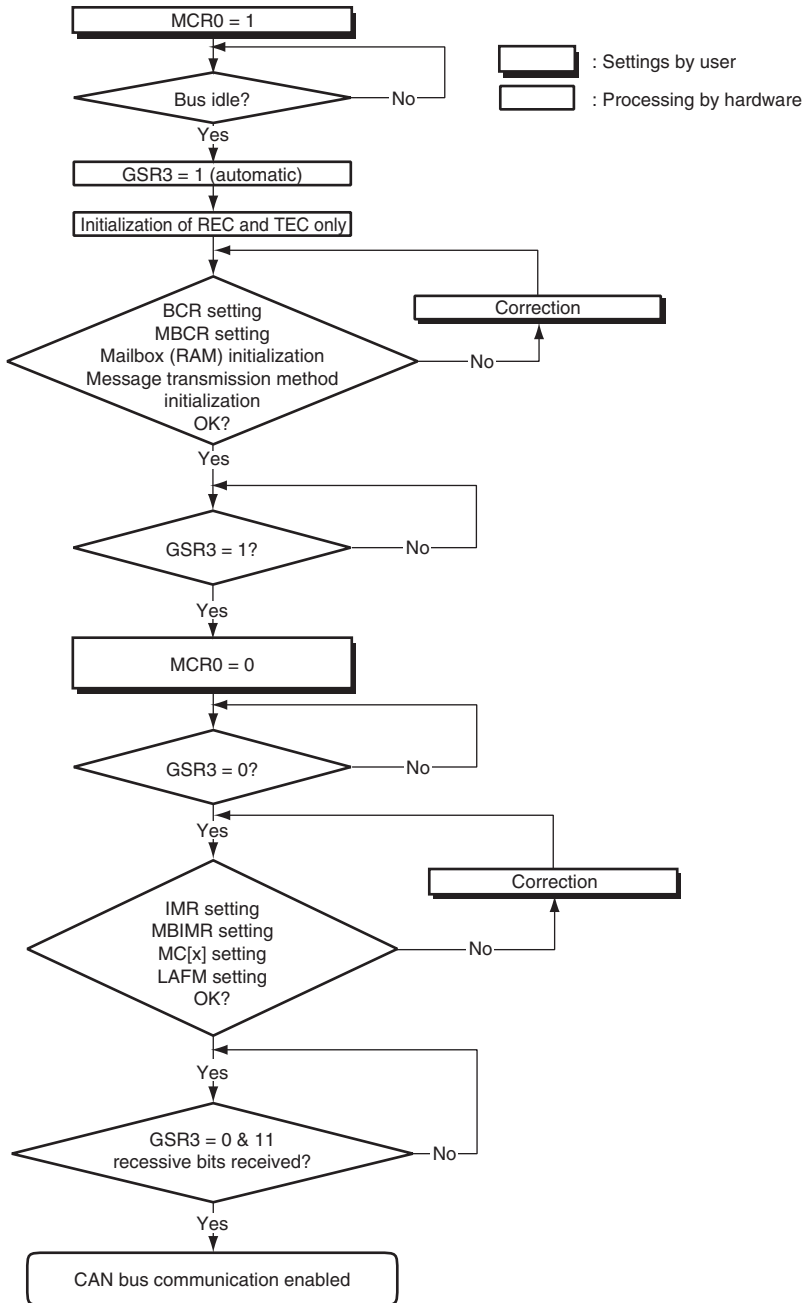 MCR0 = 1
: Settings by user
: Processing by hardware
Bus idle?
No
Yes
GSR3 = 1 (automatic)
Initialization of REC and TEC only
BCR setting
MBCR setting
Mailbox (RAM) initialization
Message transmission method
initialization
OK?
Correction
No
Yes
GSR3 = 1?
No
Yes
MCR0 = 0
GSR3 = 0?
No
Yes
IMR setting
MBIMR setting
MC[x] setting
LAFM setting
OK?
Correction
No
Yes
GSR3 = 0 & 11
recessive bits received?
No
Yes
CAN bus communication enabled